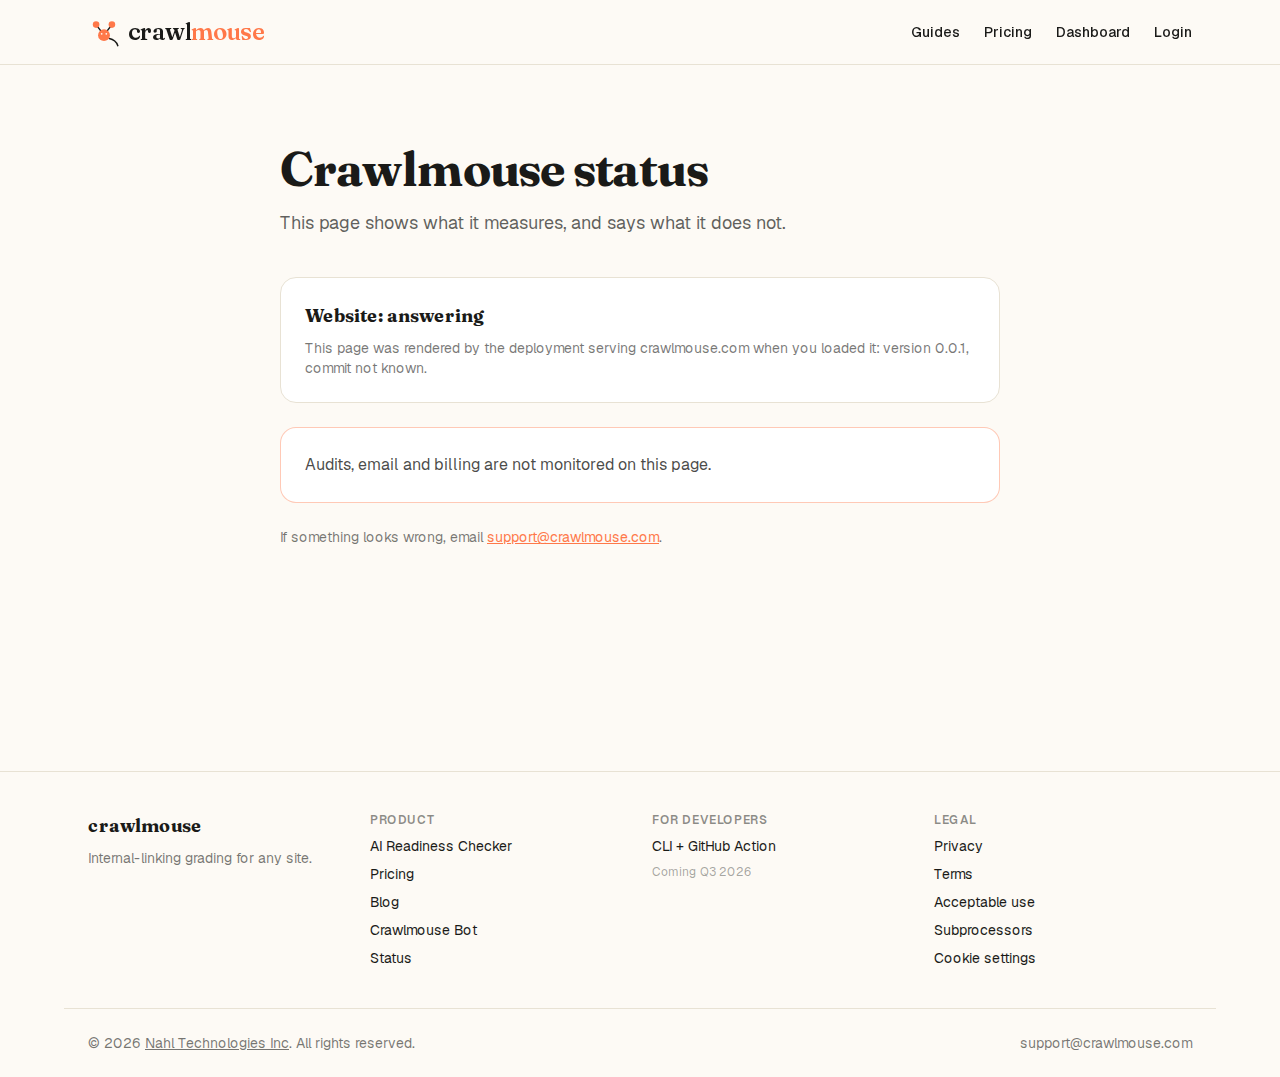 crawlmouse
Guides Pricing Dashboard Login
Crawlmouse status
This page shows what it measures, and says what it does not.
Website: answering
This page was rendered by the deployment serving crawlmouse.com when you loaded it: version 0.0.1,
commit not known.
Audits, email and billing are not monitored on this page.
If something looks wrong, email support@crawlmouse.com.
crawlmouse
Internal-linking grading for any site.
PRODUCT
AI Readiness Checker
Pricing
Blog
Crawlmouse Bot
Status
FOR DEVELOPERS
CLI + GitHub Action
Coming Q3 2026
LEGAL
Privacy
Terms
Acceptable use
Subprocessors
Cookie settings
© 2026 Nahl Technologies Inc. All rights reserved.
support@crawlmouse.com